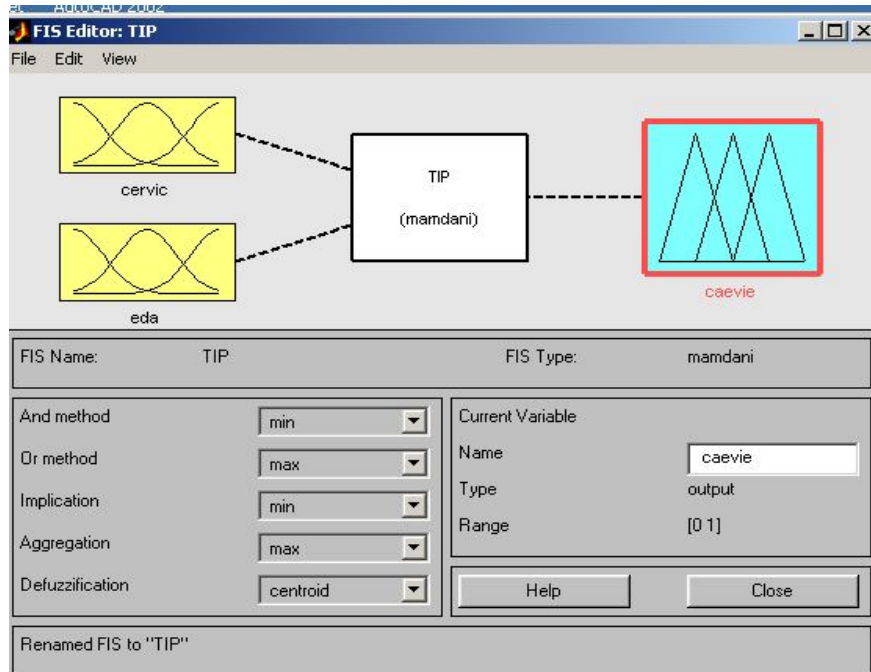 AutoCAD 2002
FIS Editor: TIP
File Edit View
cervic
eda
TIP
(mamdani)
caevie
FIS Name: TIP
FIS Type: mamdani
And method min
Or method max
Implication min
Aggregation max
Defuzzification centroid
Current Variable
Name caevie
Type output
Range [0 1]
Help Close
Renamed FIS to "TIP"